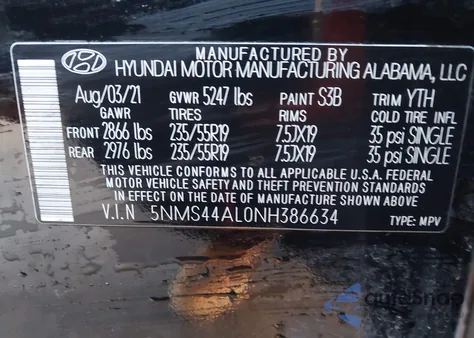 MANUFACTURED BY
HYUNDAI MOTOR MANUFACTURING ALABAMA, LLC
Aug/03/21 GVWR 5247 lbs PAINT S3B TRIM YTH
GAWR TIRES RIMS COLD TIRE INFL
FRONT 2866 lbs 235/55R19 7.5JX19 35 psi SINGLE
REAR 2976 lbs 235/55R19 7.5JX19 35 psi SINGLE
THIS VEHICLE CONFORMS TO ALL APPLICABLE U.S.A. FEDERAL
MOTOR VEHICLE SAFETY AND THEFT PREVENTION STANDARDS
IN EFFECT ON THE DATE OF MANUFACTURE SHOWN ABOVE.
V.I.N 5NMS44AL0NH386634 TYPE: MPV